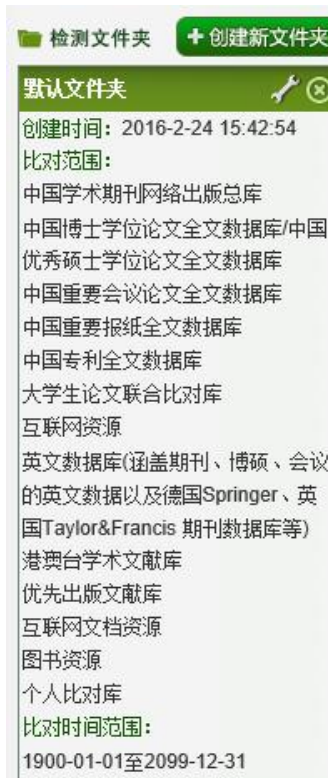 检测文件夹 创建新文件夹
默认文件夹
创建时间：2016-2-24 15:42:54
比对范围：
中国学术期刊网络出版总库
中国博士学位论文全文数据库/中国
优秀硕士学位论文全文数据库
中国重要会议论文全文数据库
中国重要报纸全文数据库
中国专利全文数据库
大学生论文联合比对库
互联网资源
英文数据库(涵盖期刊、博硕、会议
的英文数据以及德国Springer、英
国Taylor&Francis 期刊数据库等)
港澳台学术文献库
优先出版文献库
互联网文档资源
图书资源
个人比对库
比对时间范围：
1900-01-01至2099-12-31